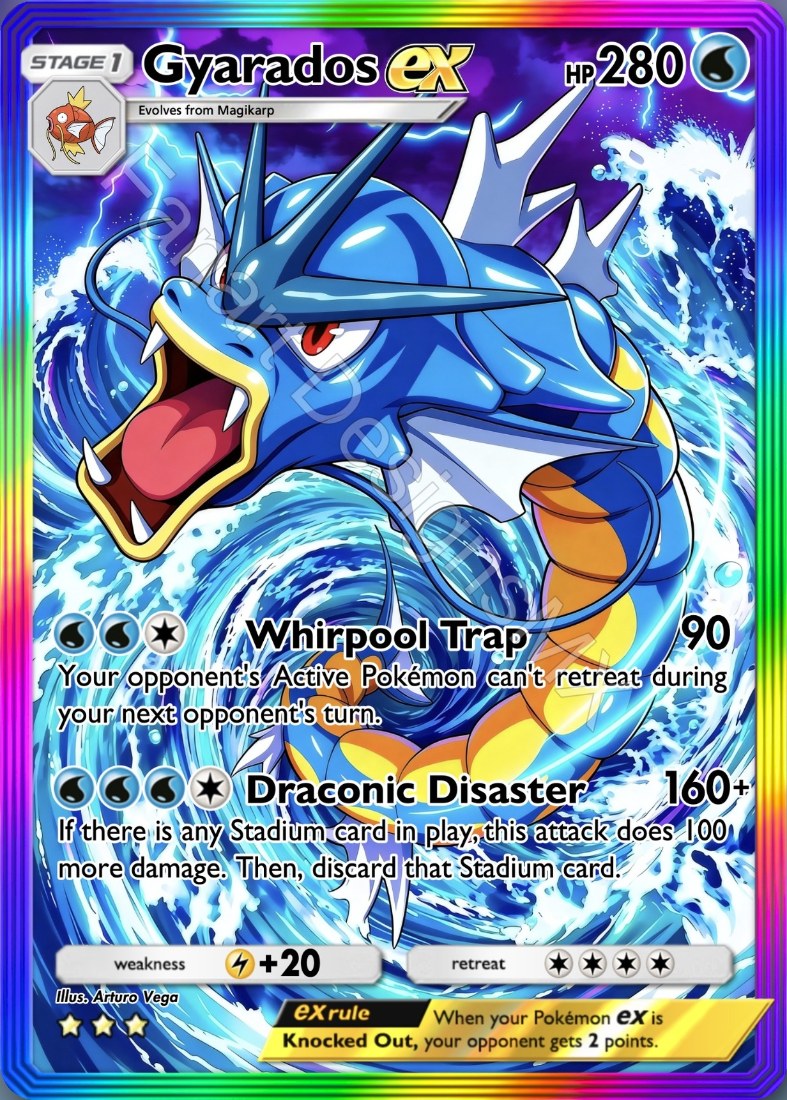 STAGE 1
Gyarados ex
HP 280
Evolves from Magikarp
Whirpool Trap 90
Your opponent's Active Pokémon can't retreat during
your next opponent's turn.
Draconic Disaster 160+
If there is any Stadium card in play, this attack does 100
more damage. Then, discard that Stadium card.
weakness +20
retreat
Illus. Arturo Vega
ex rule
When your Pokémon ex is
Knocked Out, your opponent gets 2 points.
Fanart DesignsMX